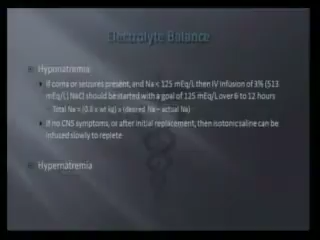 Electrolyte Balance
Hyponatremia
If coma or seizures present, and Na < 125 mEq/L then IV infusion of 3% (513
mEq/L) NaCl should be started with a goal of 125 mEq/L over 6 to 12 hours
Total Na = (0.6 x wt kg) x (desired Na – actual Na)
If no CNS symptoms, or after initial replacement, then isotonic saline can be
infused slowly to replete
Hypernatremia